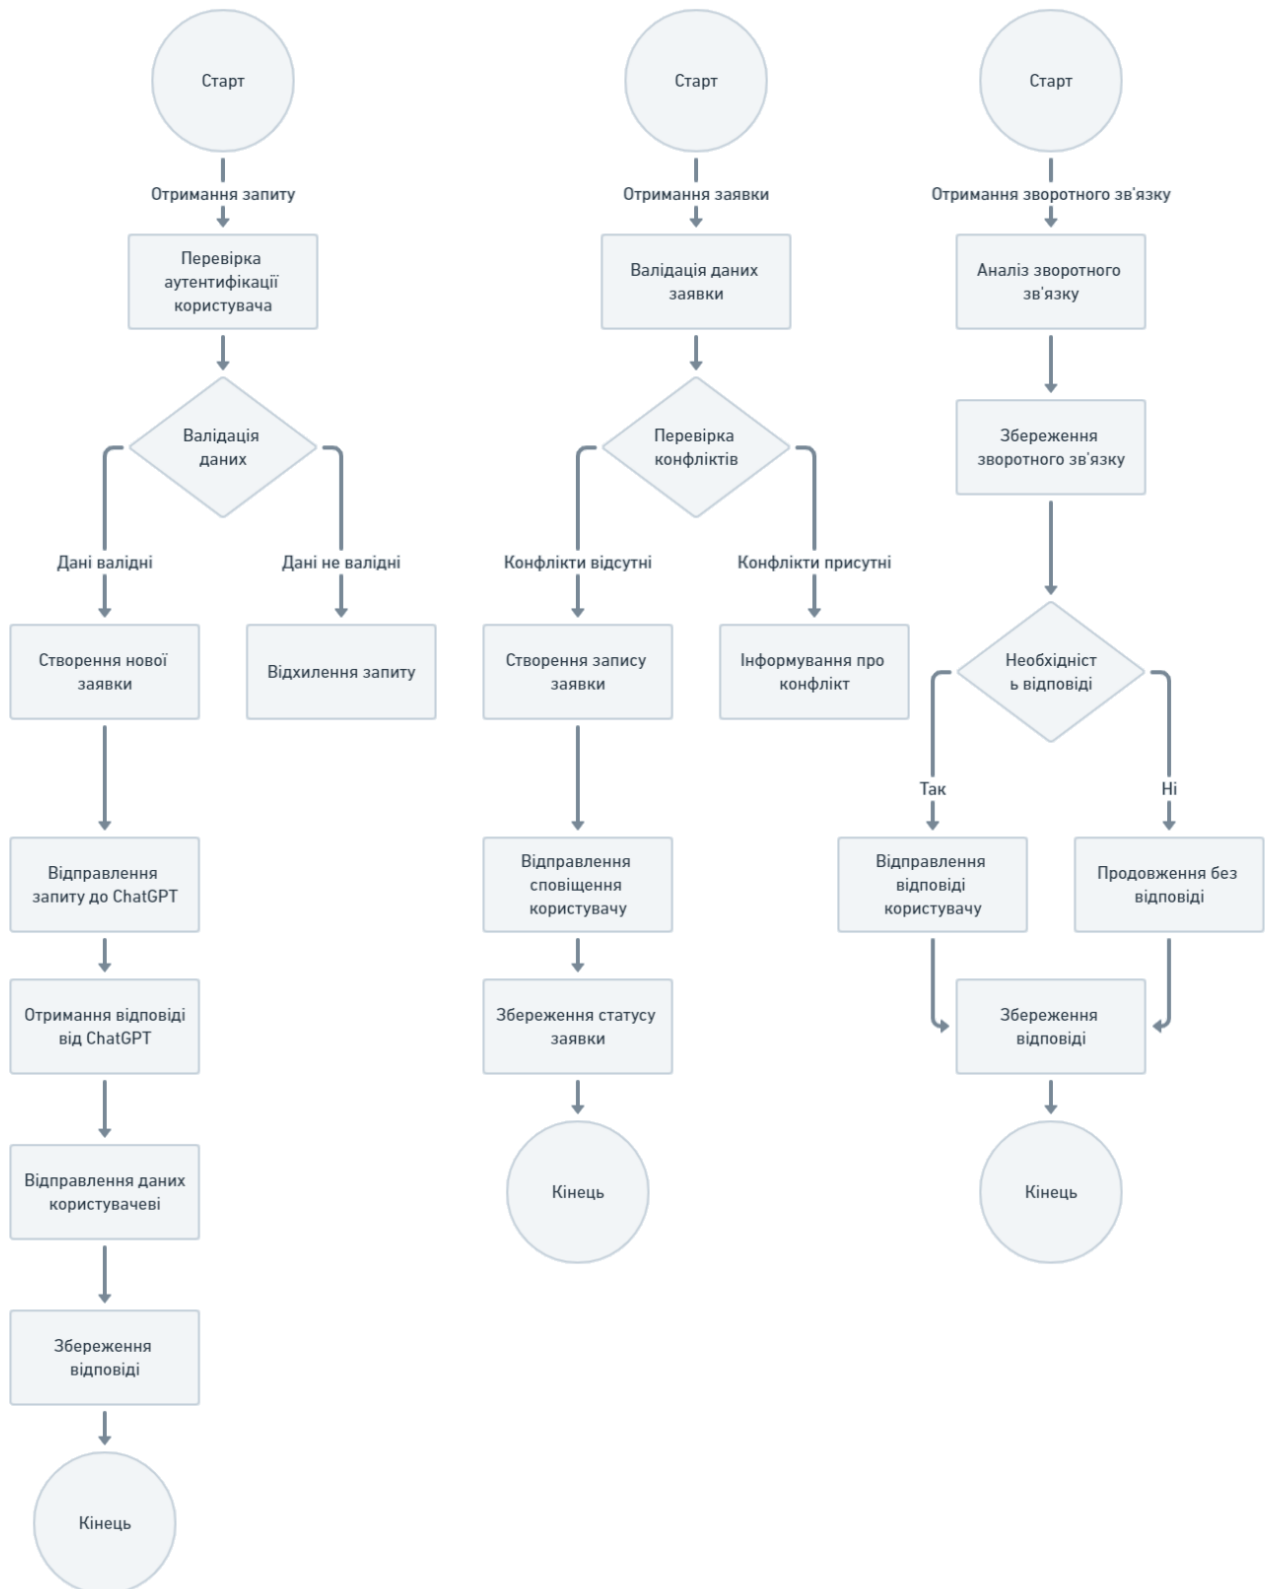 Старт
Отримання запиту
Перевірка
аутентифікації
користувача
Валідація
даних
Дані валідні
Дані не валідні
Створення нової
заявки
Відхилення запиту
Відправлення
запиту до ChatGPT
Отримання відповіді
від ChatGPT
Відправлення даних
користувачеві
Збереження
відповіді
Кінець
Старт
Отримання заявки
Валідація даних
заявки
Перевірка
конфліктів
Конфлікти відсутні
Конфлікти присутні
Створення запису
заявки
Інформування про
конфлікт
Відправлення
сповіщення
користувачу
Збереження статусу
заявки
Кінець
Старт
Отримання зворотного зв'язку
Аналіз зворотного
зв'язку
Збереження
зворотного зв'язку
Необхідніст
ь відповіді
Так
Ні
Відправлення
відповіді
користувачу
Продовження без
відповіді
Збереження
відповіді
Кінець